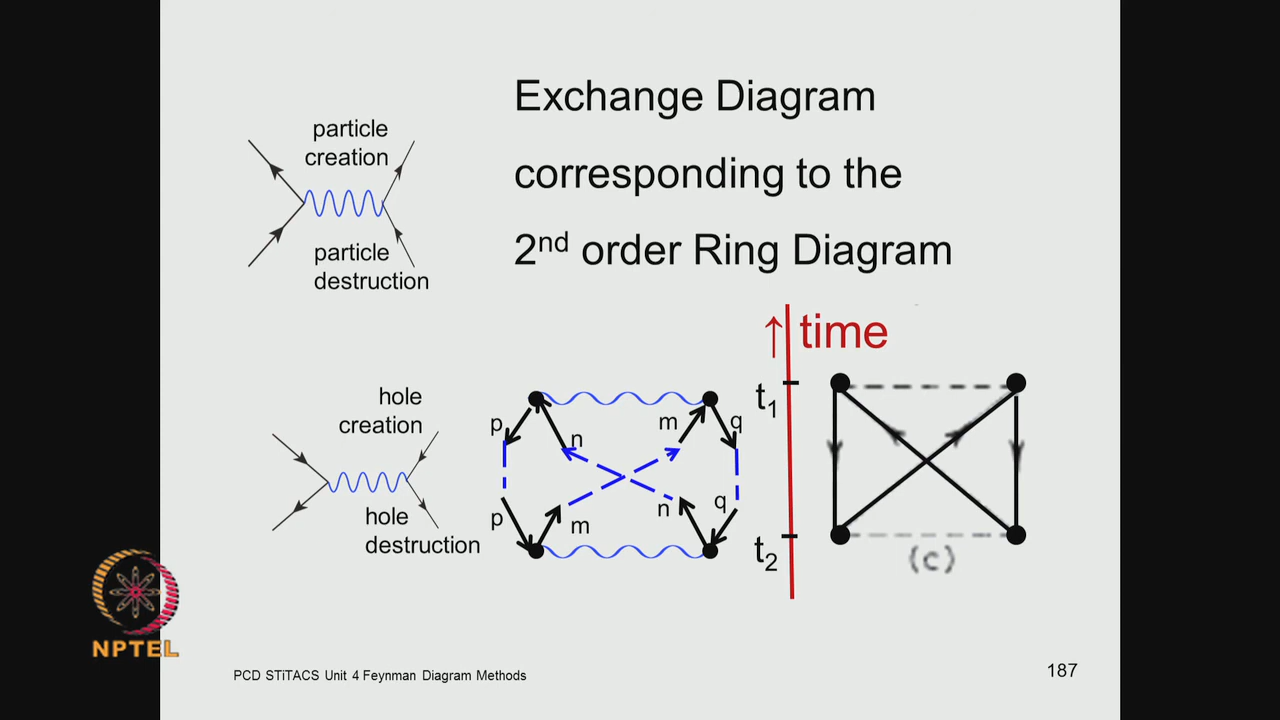 Exchange Diagram
corresponding to the
2nd order Ring Diagram
particle
creation
particle
destruction
↑ time
hole
creation
hole
destruction
p
n
m
q
t1
p
m
n
q
t2
(c)
NPTEL
PCD STiTACS Unit 4 Feynman Diagram Methods
187